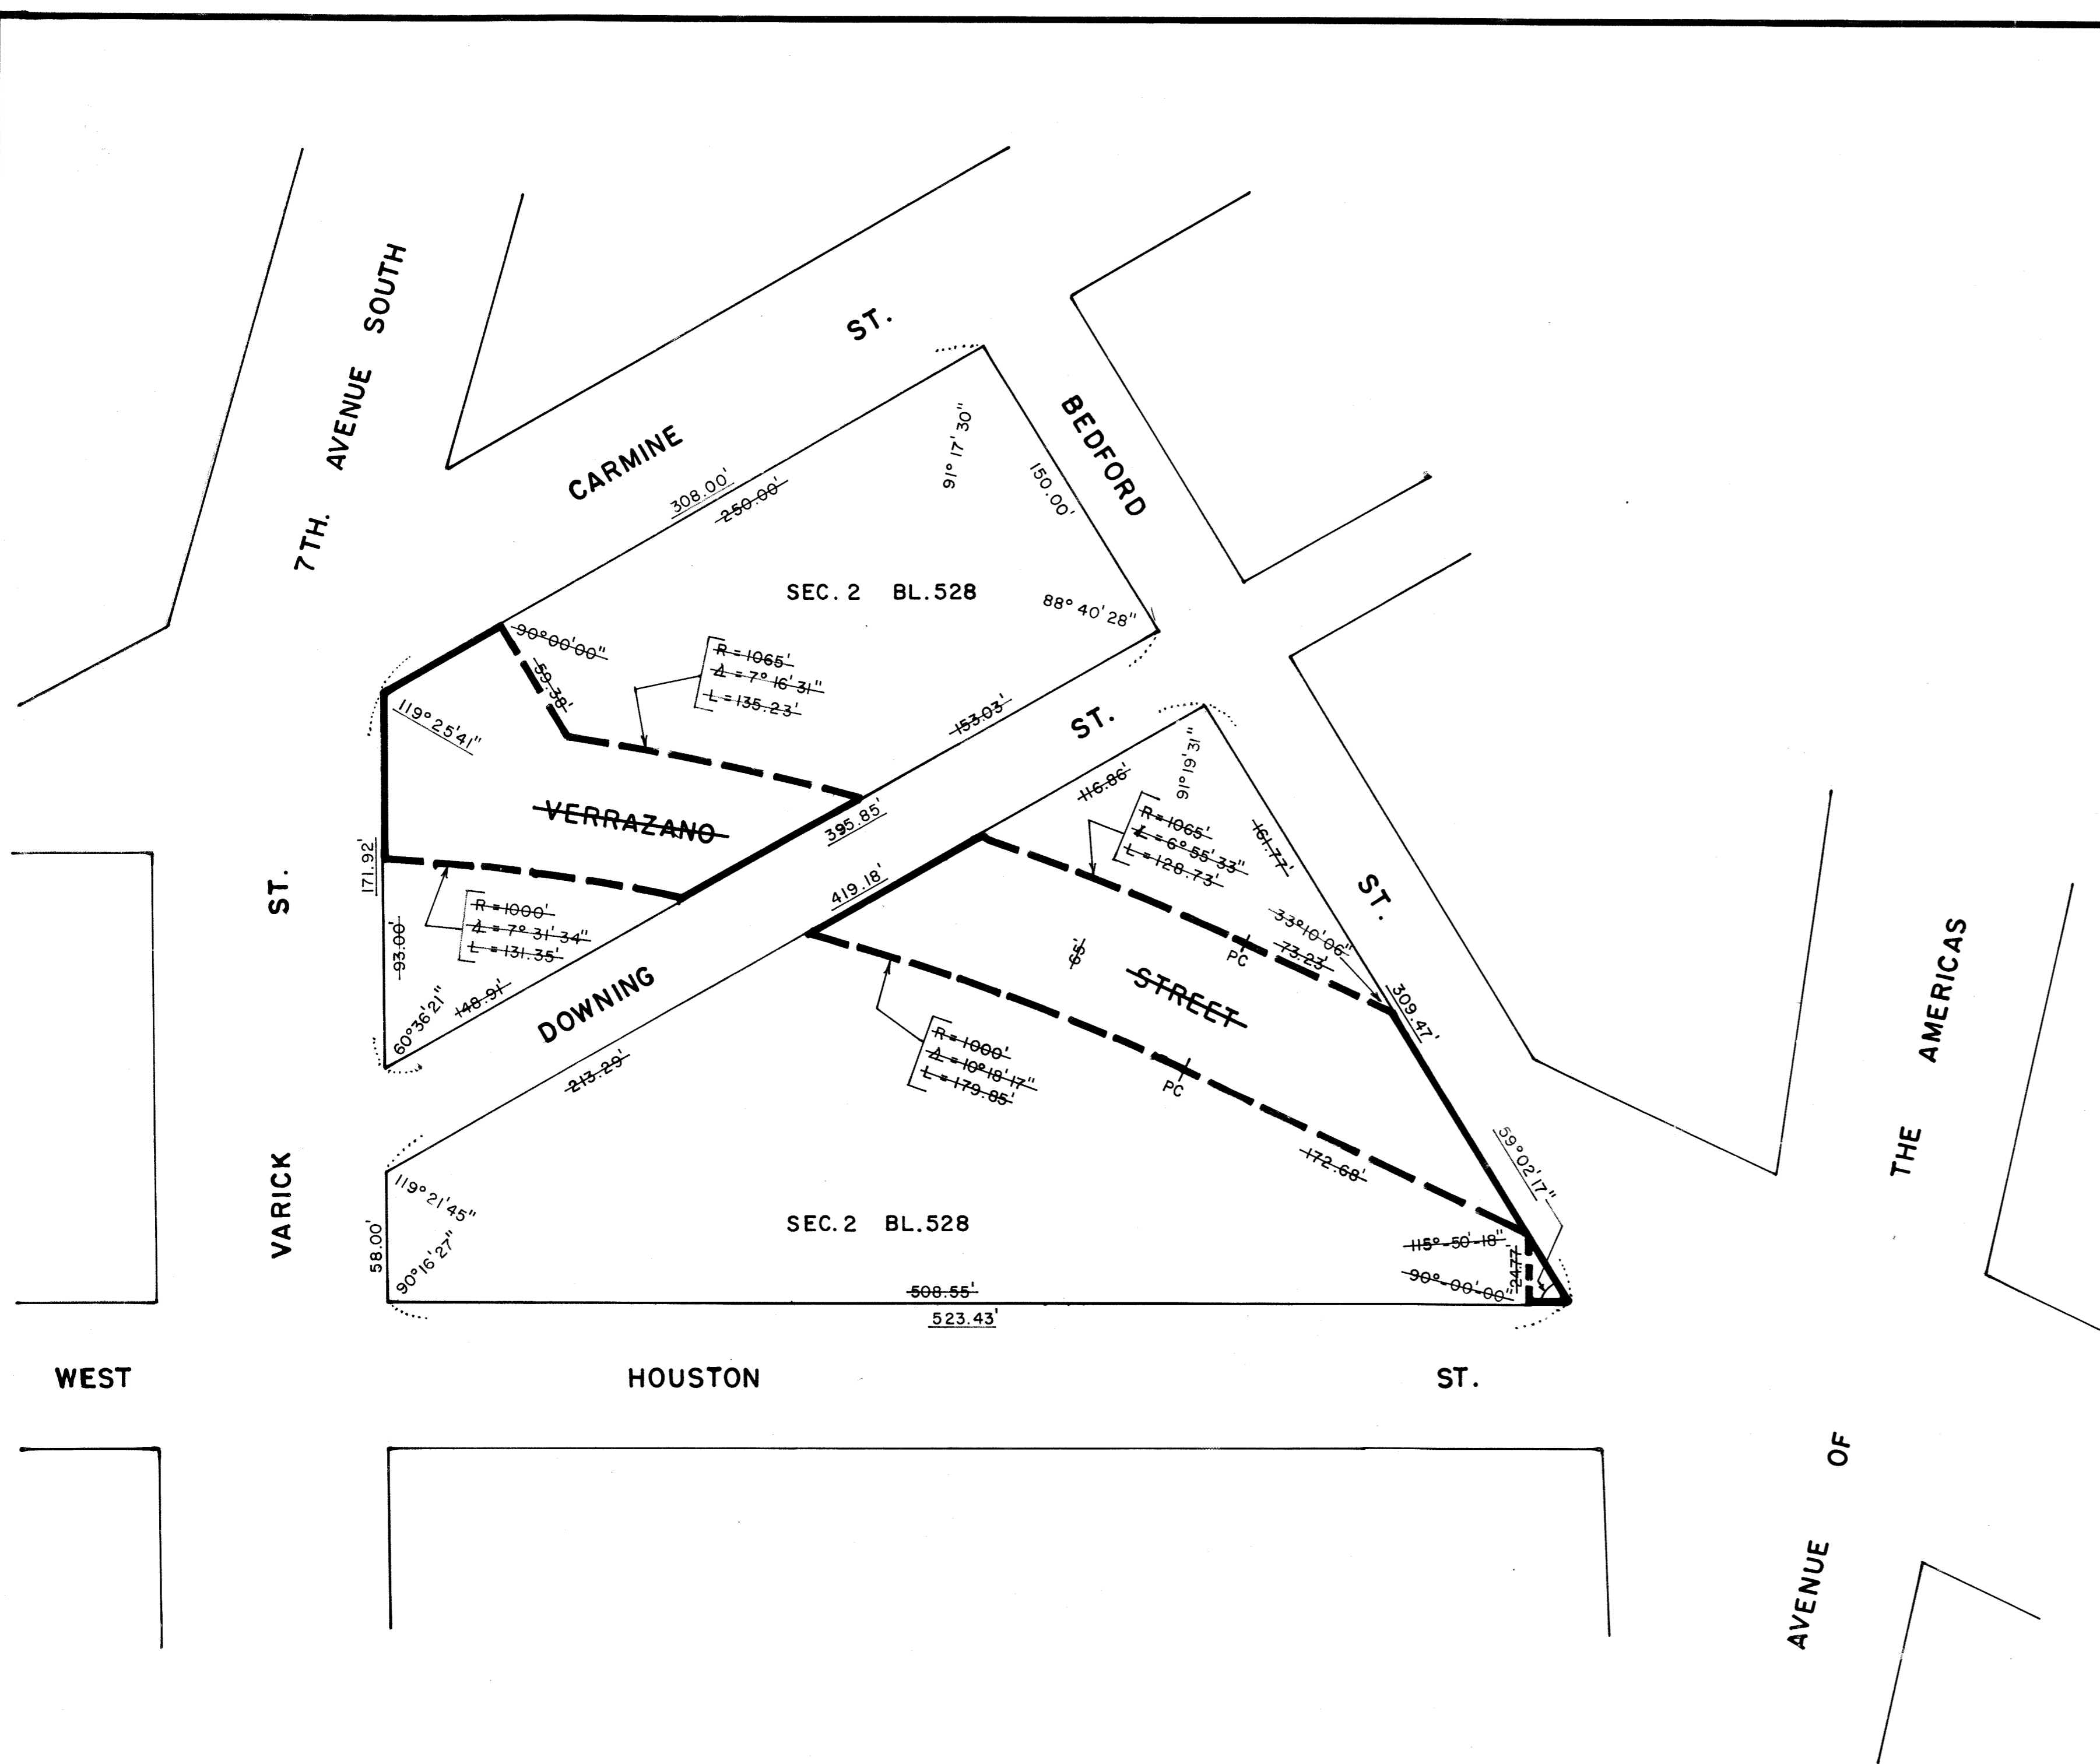 7TH. AVENUE SOUTH
CARMINE ST.
BEDFORD ST.
308.00'
250.00'
91° 17' 30"
150.00'
SEC. 2 BL. 528
88° 40' 28"
90° 00' 00"
59.38'
R = 1065'
Δ = 7° 16' 31"
L = 135.23'
119° 25' 41"
153.03'
VERRAZANO
395.85'
171.92'
R = 1000'
Δ = 7° 31' 34"
L = 131.35'
93.00'
60° 36' 21"
148.91'
DOWNING ST.
419.18'
116.86'
91° 19' 31"
R = 1065'
Δ = 6° 55' 33"
L = 128.73'
161.77'
33° 10' 06"
73.23'
PC
65'
STREET
309.47'
213.29'
R = 1000'
Δ = 10° 18' 17"
L = 179.85'
PC
172.68'
59° 02' 17"
119° 21' 45"
58.00'
90° 16' 27"
SEC. 2 BL. 528
115°-50'-18"
24.77'
90°-00'-00"
508.55'
523.43'
VARICK ST.
WEST HOUSTON ST.
AVENUE OF THE AMERICAS